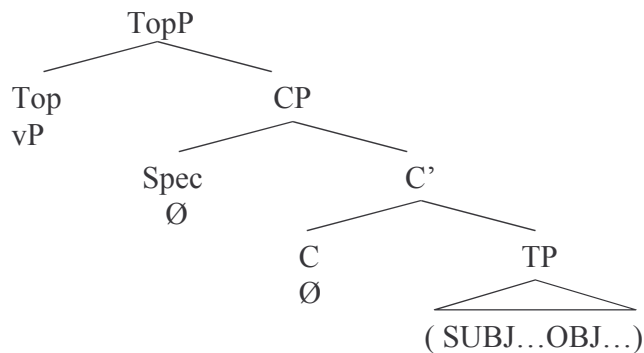 TopP
Top CP
vP
Spec C’
Ø
C TP
Ø
( SUBJ…OBJ…)